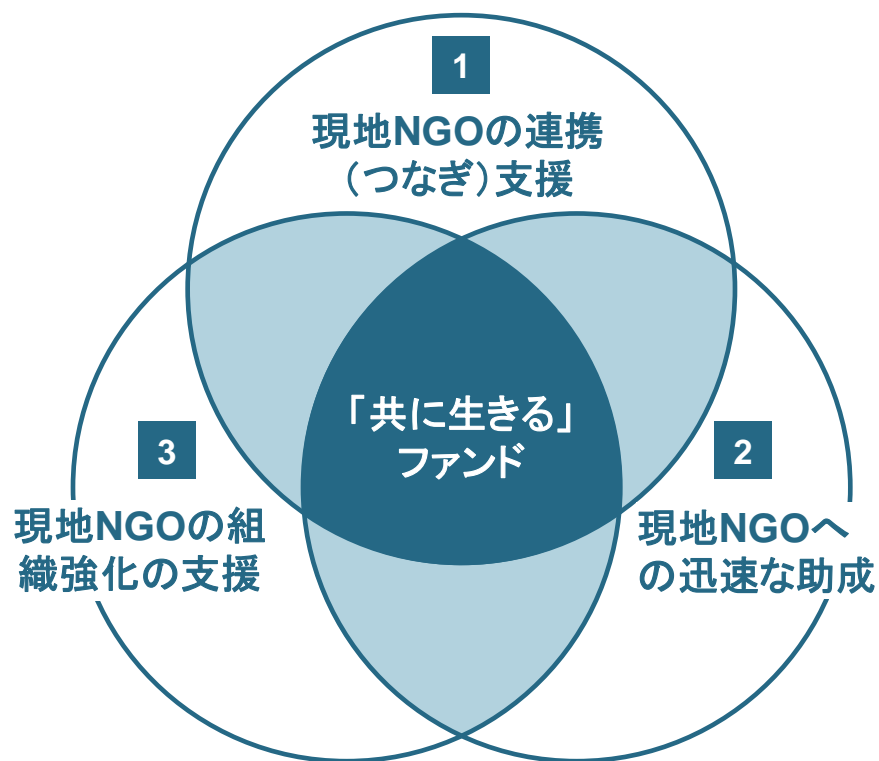 1
現地NGOの連携
（つなぎ）支援
「共に生きる」
ファンド
3
現地NGOの組
織強化の支援
2
現地NGOへ
の迅速な助成